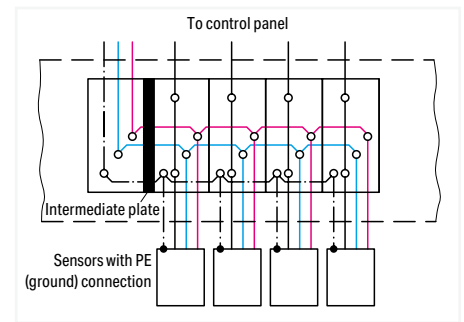 To control panel
Intermediate plate
Sensors with PE
(ground) connection